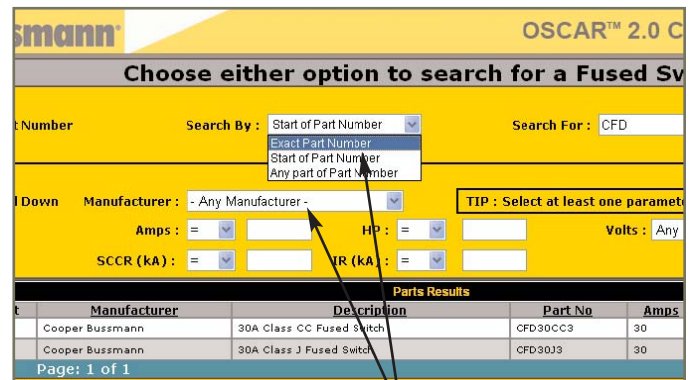 OSCAR™ 2.0 C
Choose either option to search for a Fused Sw
t Number Search By : Start of Part Number Search For : CFD
Exact Part Number
Start of Part Number
Any part of Part Number
l Down Manufacturer : - Any Manufacturer - TIP : Select at least one paramete
Amps : = HP : = Volts : Any
SCCR (kA) : = IR (kA) : =
Parts Results
t Manufacturer Description Part No Amps
Cooper Bussmann 30A Class CC Fused Switch CFD30CC3 30
Cooper Bussmann 30A Class J Fused Switch CFD30J3 30
Page: 1 of 1